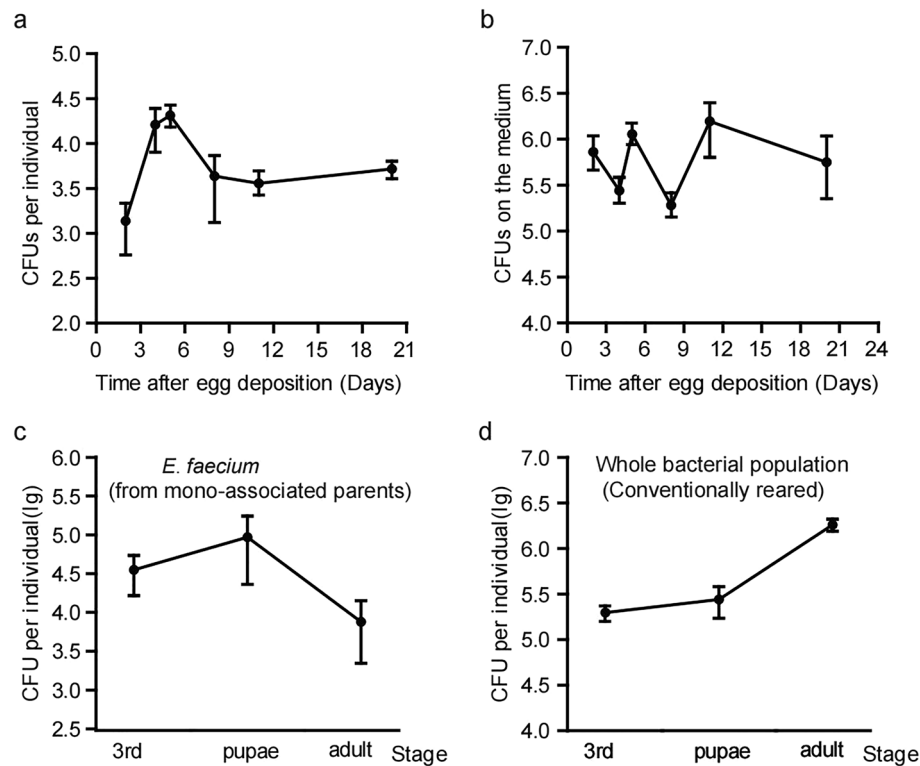 a
CFUs per individual
5.0
4.5
4.0
3.5
3.0
2.5
2.0
0 3 6 9 12 15 18 21
Time after egg deposition (Days)
b
CFUs on the medium
7.0
6.5
6.0
5.5
5.0
4.5
4.0
0 3 6 9 12 15 18 21 24
Time after egg deposition (Days)
c
CFU per individual(lg)
6.0
5.5
5.0
4.5
4.0
3.5
3.0
2.5
E. faecium
(from mono-associated parents)
3rd pupae adult Stage
d
CFU per individual(lg)
7.0
6.5
6.0
5.5
5.0
4.5
4.0
Whole bacterial population
(Conventionally reared)
3rd pupae adult Stage